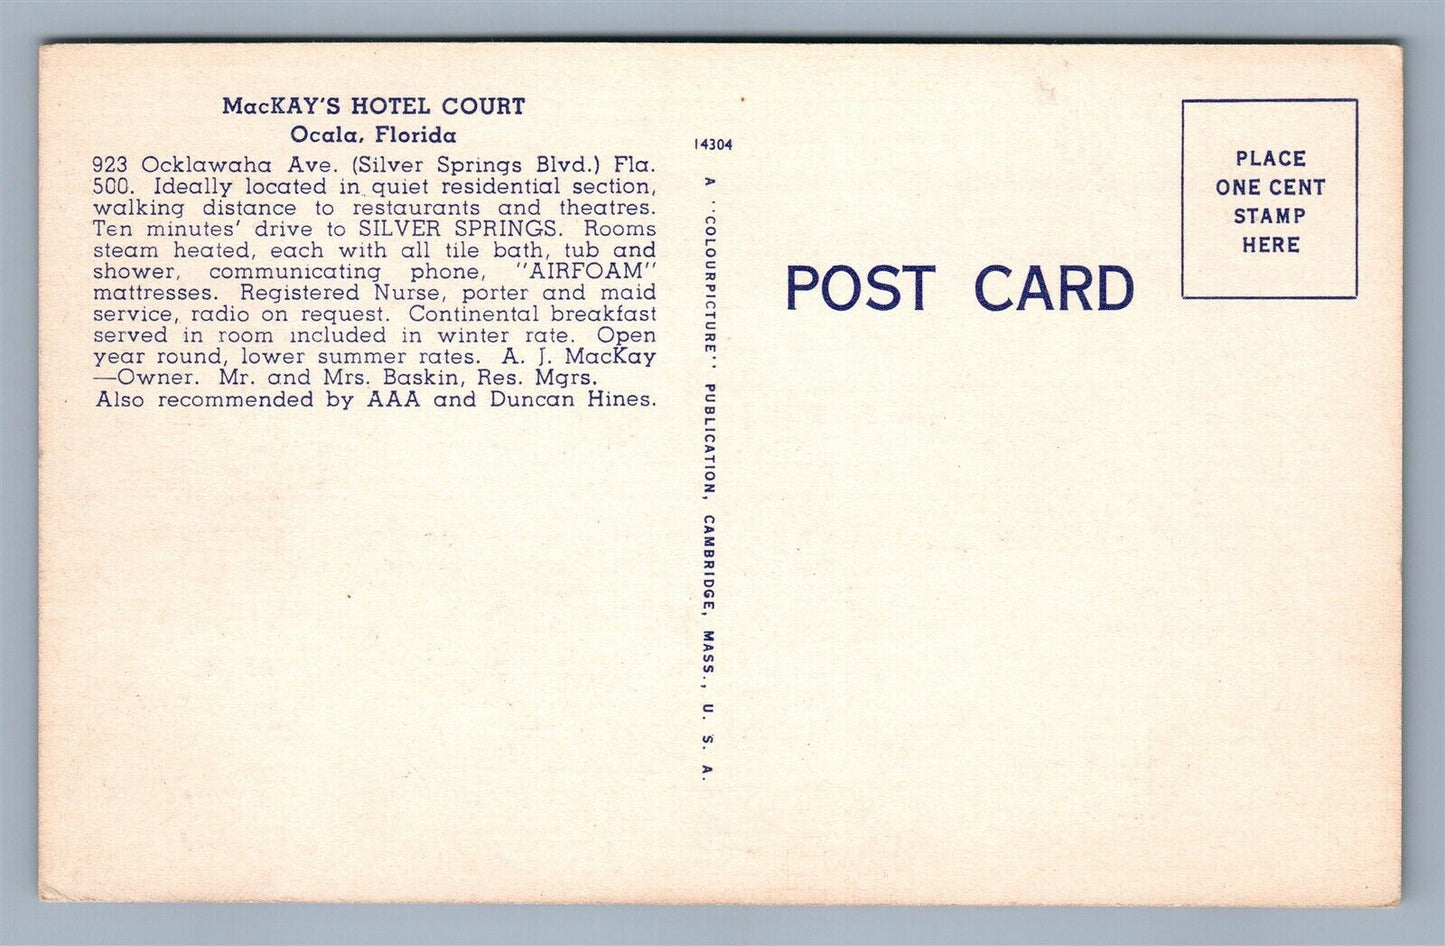 MacKAY'S HOTEL COURT
Ocala, Florida
923 Ocklawaha Ave. (Silver Springs Blvd.) Fla.
500. Ideally located in quiet residential section,
walking distance to restaurants and theatres.
Ten minutes' drive to SILVER SPRINGS. Rooms
steam heated, each with all tile bath, tub and
shower, communicating phone, "AIRFOAM"
mattresses. Registered Nurse, porter and maid
service, radio on request. Continental breakfast
served in room included in winter rate. Open
year round, lower summer rates. A. J. MacKay
—Owner. Mr. and Mrs. Baskin, Res. Mgrs.
Also recommended by AAA and Duncan Hines.
14304
A "COLOURPICTURE" PUBLICATION, CAMBRIDGE, MASS., U. S. A.
POST CARD
PLACE
ONE CENT
STAMP
HERE